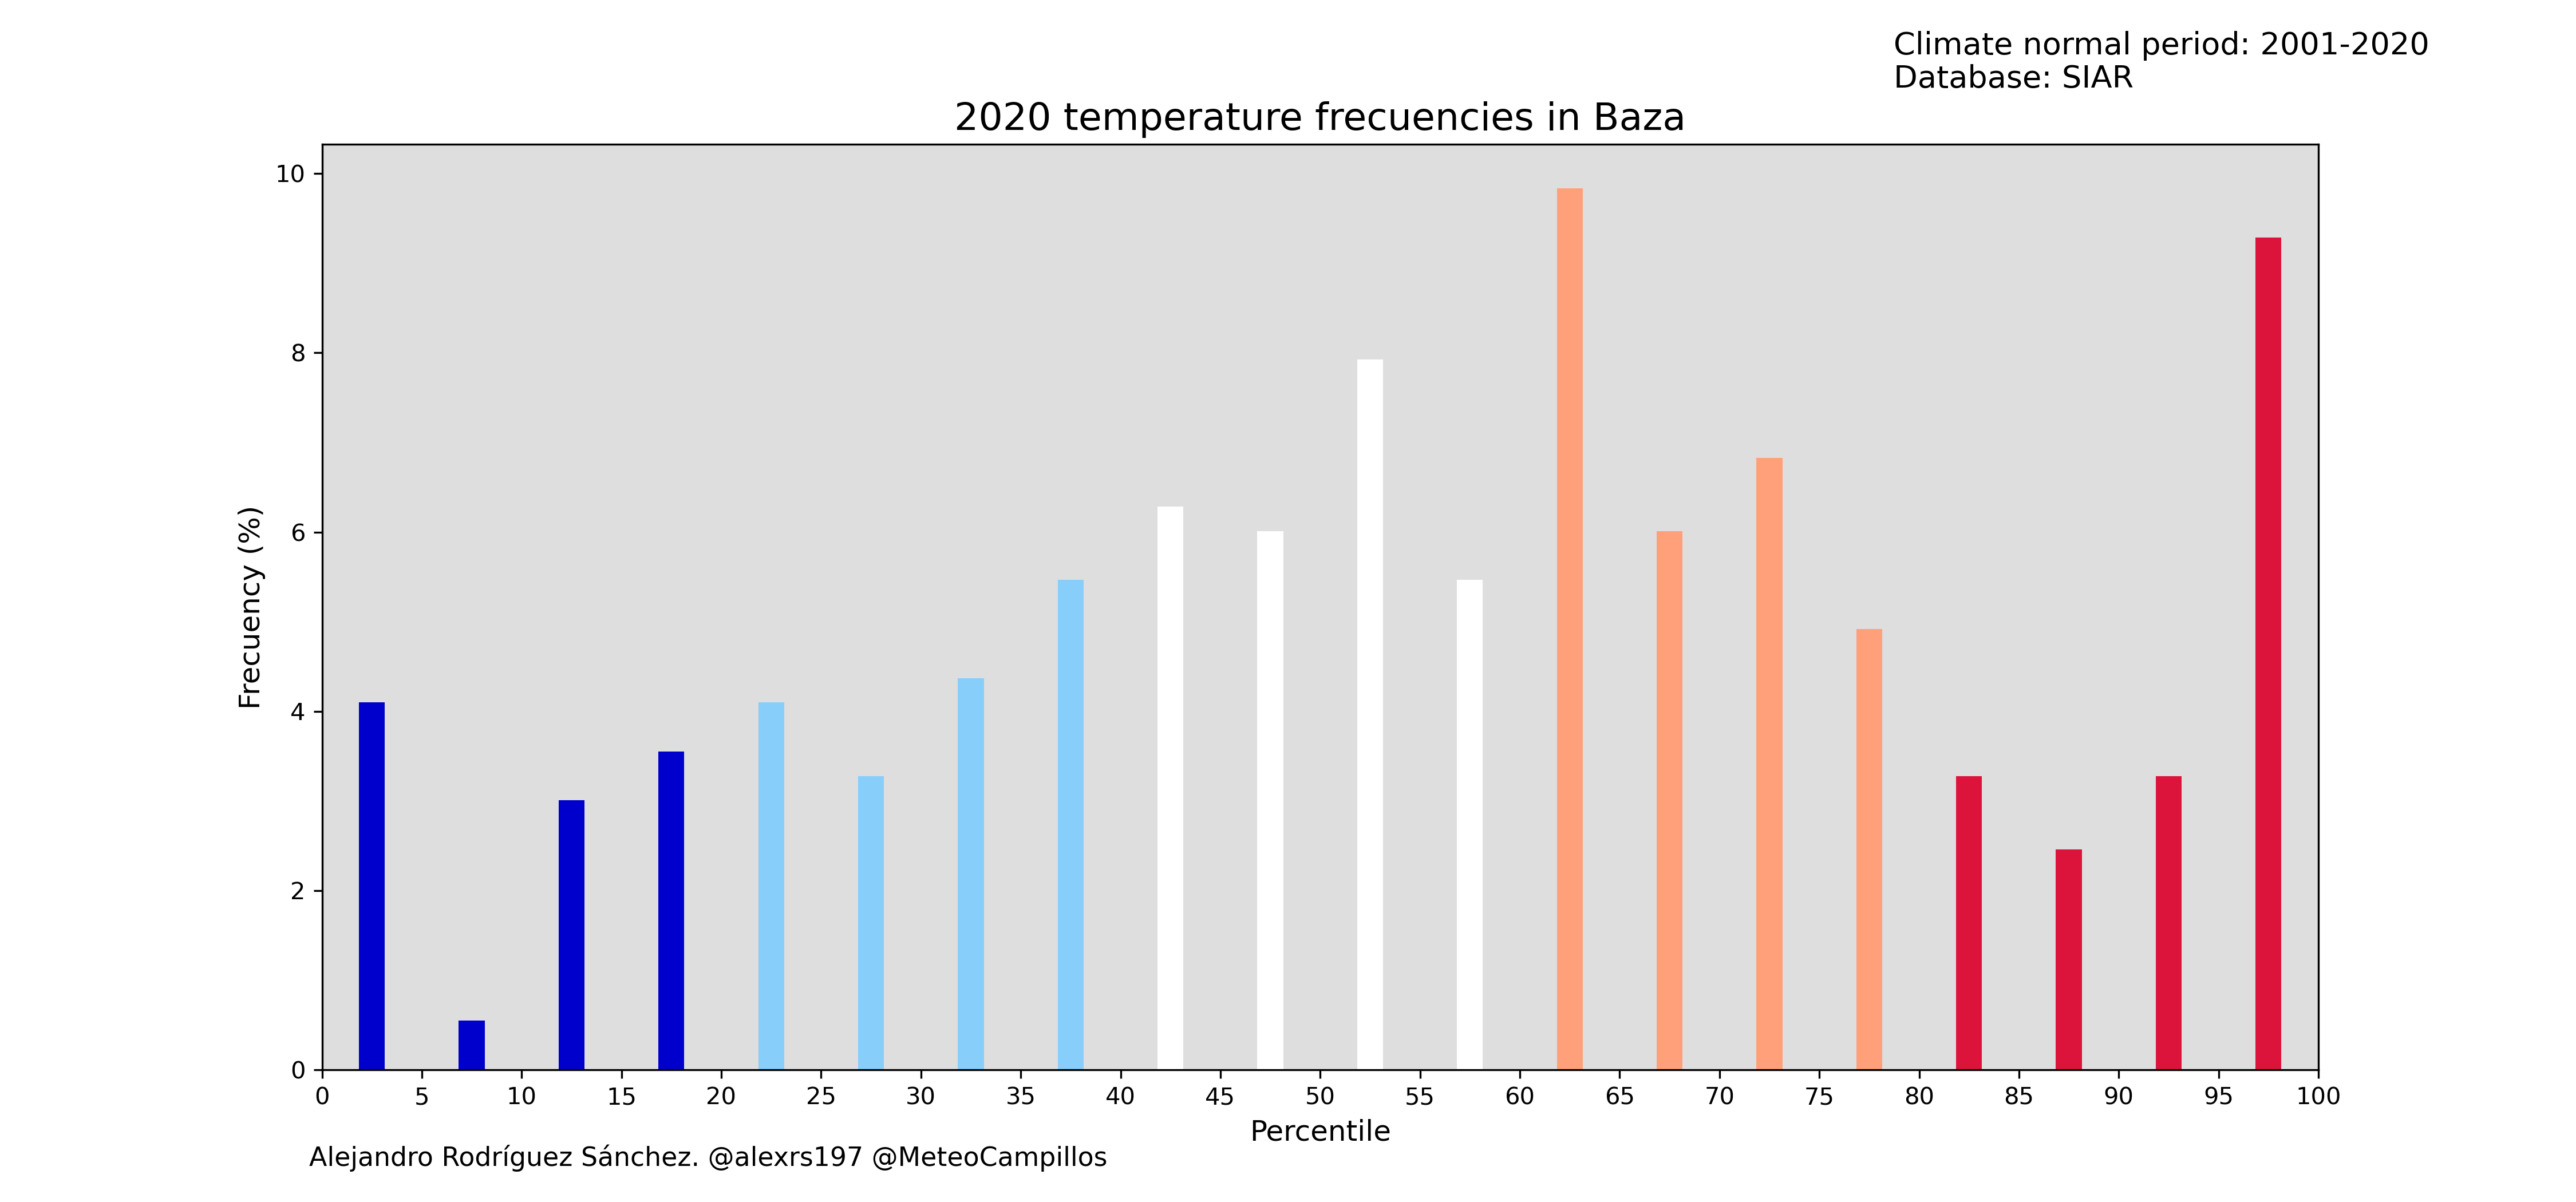 Climate normal period: 2001-2020
Database: SIAR
2020 temperature frecuencies in Baza
10
8
6
4
2
0
Frecuency (%)
0 5 10 15 20 25 30 35 40 45 50 55 60 65 70 75 80 85 90 95 100
Percentile
Alejandro Rodríguez Sánchez. @alexrs197 @MeteoCampillos